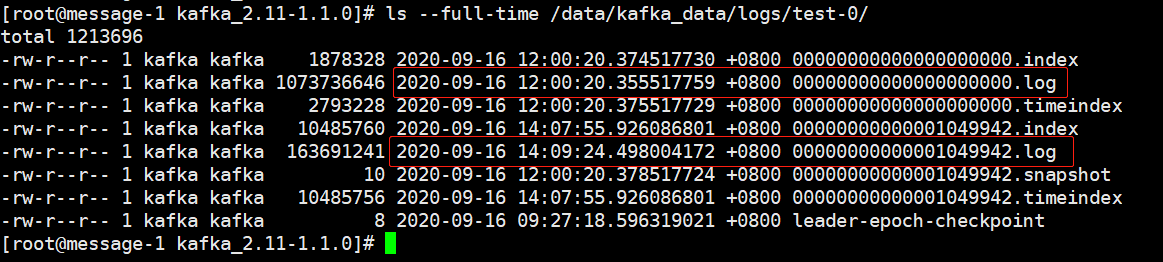 [root@message-1 kafka_2.11-1.1.0]# ls --full-time /data/kafka_data/logs/test-0/
total 1213696
-rw-r--r-- 1 kafka kafka    1878328 2020-09-16 12:00:20.374517730 +0800 00000000000000000000.index
-rw-r--r-- 1 kafka kafka 1073736646 2020-09-16 12:00:20.355517759 +0800 00000000000000000000.log
-rw-r--r-- 1 kafka kafka    2793228 2020-09-16 12:00:20.375517729 +0800 00000000000000000000.timeindex
-rw-r--r-- 1 kafka kafka   10485760 2020-09-16 14:07:55.926086801 +0800 00000000000001049942.index
-rw-r--r-- 1 kafka kafka  163691241 2020-09-16 14:09:24.498004172 +0800 00000000000001049942.log
-rw-r--r-- 1 kafka kafka         10 2020-09-16 12:00:20.378517724 +0800 00000000000001049942.snapshot
-rw-r--r-- 1 kafka kafka   10485756 2020-09-16 14:07:55.926086801 +0800 00000000000001049942.timeindex
-rw-r--r-- 1 kafka kafka          8 2020-09-16 09:27:18.596319021 +0800 leader-epoch-checkpoint
[root@message-1 kafka_2.11-1.1.0]#